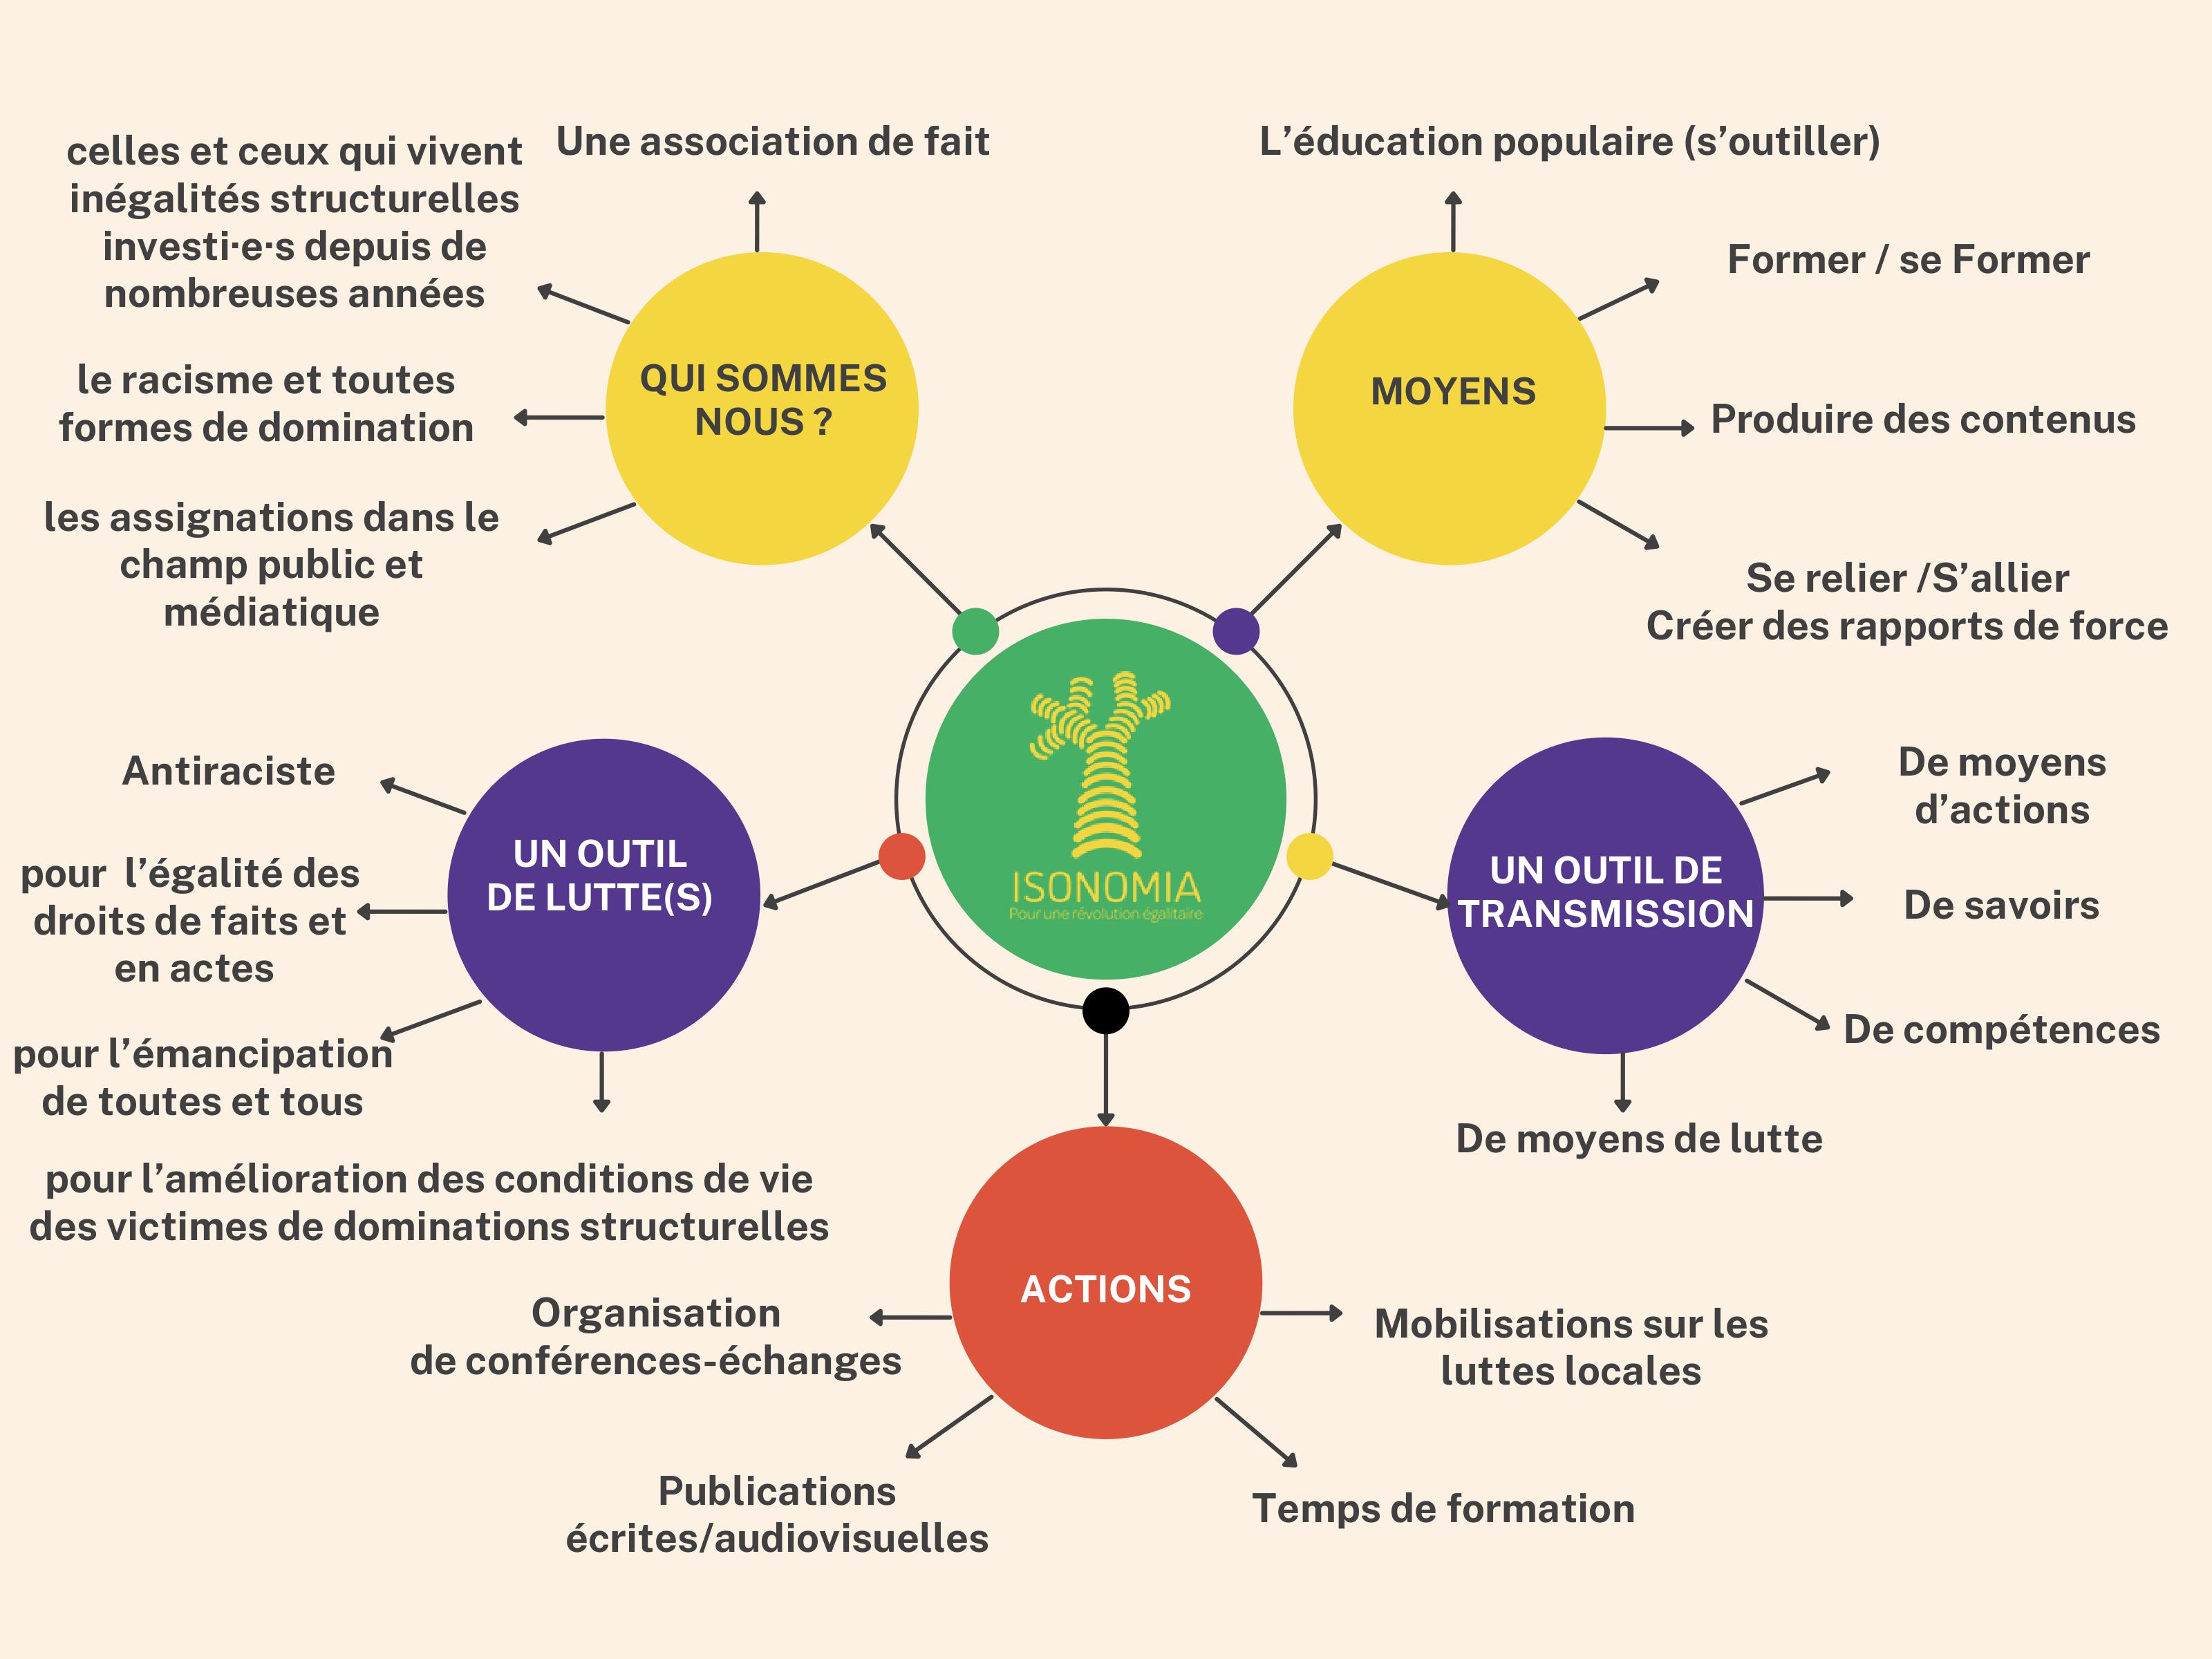 Une association de fait
celles et ceux qui vivent
inégalités structurelles
investi·e·s depuis de
nombreuses années
le racisme et toutes
formes de domination
les assignations dans le
champ public et
médiatique
QUI SOMMES
NOUS ?
L’éducation populaire (s’outiller)
Former / se Former
Produire des contenus
Se relier /S’allier
Créer des rapports de force
MOYENS
ISONOMIA
Pour une révolution égalitaire
Antiraciste
pour  l’égalité des
droits de faits et
en actes
pour l’émancipation
de toutes et tous
pour l’amélioration des conditions de vie
des victimes de dominations structurelles
UN OUTIL
DE LUTTE(S)
UN OUTIL DE
TRANSMISSION
De moyens
d’actions
De savoirs
De compétences
De moyens de lutte
ACTIONS
Organisation
de conférences-échanges
Publications
écrites/audiovisuelles
Mobilisations sur les
luttes locales
Temps de formation